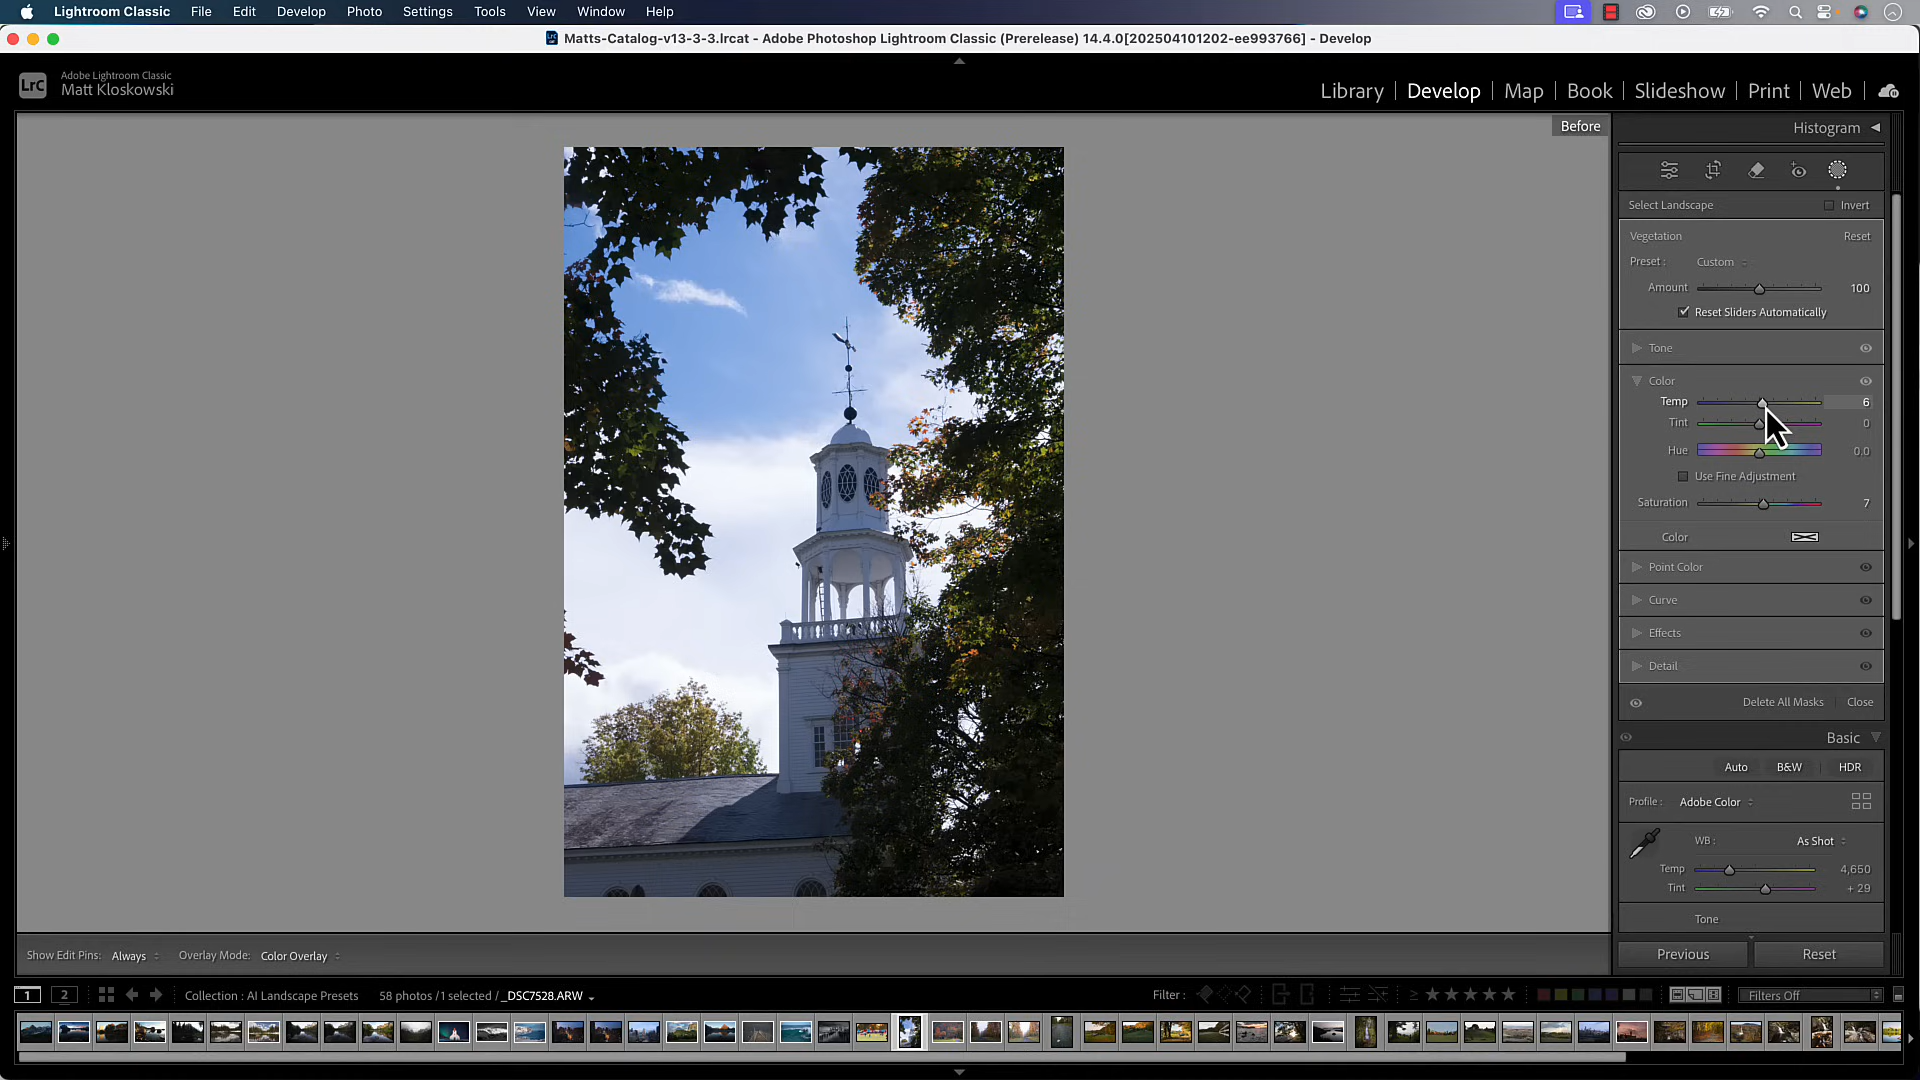 Lightroom Classic File Edit Develop Photo Settings Tools View Window Help
Matts-Catalog-v13-3-3.lrcat - Adobe Photoshop Lightroom Classic (Prerelease) 14.4.0[202504101202-ee993766] - Develop
LrC
Adobe Lightroom Classic
Matt Kloskowski
Library | Develop | Map | Book | Slideshow | Print | Web
Before
Histogram
Select Landscape Invert
Vegetation Reset
Preset : Custom
Amount 100
Reset Sliders Automatically
Tone
Color
Temp 6
Tint 0
Hue 0.0
Use Fine Adjustment
Saturation 7
Color
Point Color
Curve
Effects
Detail
Delete All Masks Close
Basic
Auto B&W HDR
Profile : Adobe Color
WB : As Shot
Temp 4,650
Tint + 29
Tone
Previous Reset
Show Edit Pins: Always Overlay Mode: Color Overlay
1 2 Collection : AI Landscape Presets 58 photos /1 selected / _DSC7528.ARW Filter : ≥ Filters Off